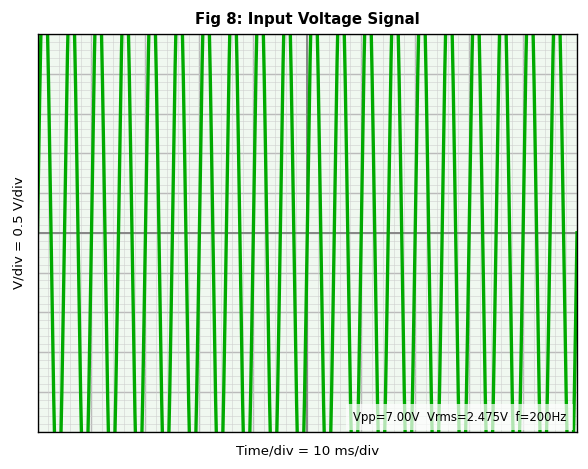 Fig 8: Input Voltage Signal
V/div = 0.5 V/div
Vpp=7.00V  Vrms=2.475V  f=200Hz
Time/div = 10 ms/div